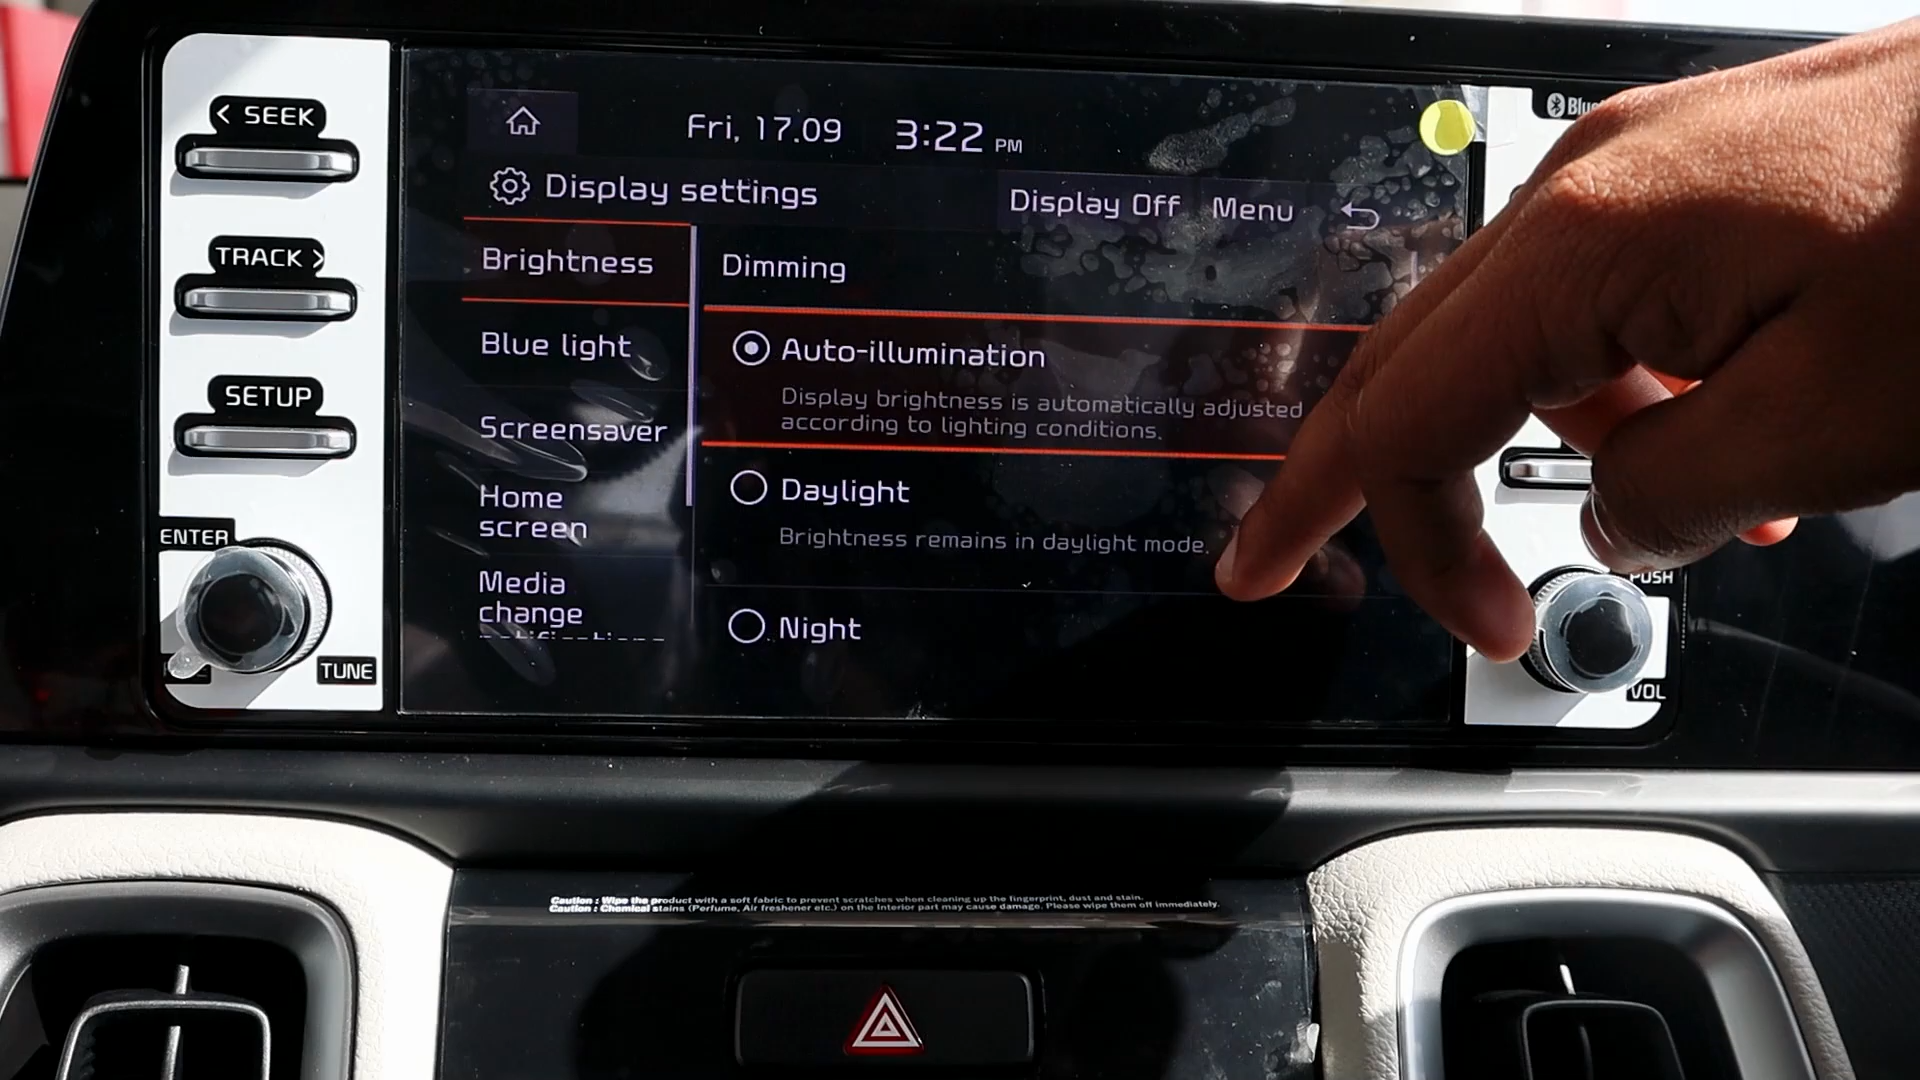 < SEEK
TRACK >
SETUP
ENTER
TUNE
Fri, 17.09 3:22 PM
Display settings
Display Off Menu
Brightness
Blue light
Screensaver
Home
screen
Media
change
Dimming
Auto-illumination
Display brightness is automatically adjusted
according to lighting conditions.
Daylight
Brightness remains in daylight mode.
Night
PUSH
VOL
Caution : Wipe the product with a soft fabric to prevent scratches when cleaning up the fingerprint, dust and stain.
Caution : Chemical stains (Perfume, Air freshener etc.) on the Interior part may cause damage. Please wipe them off immediately.